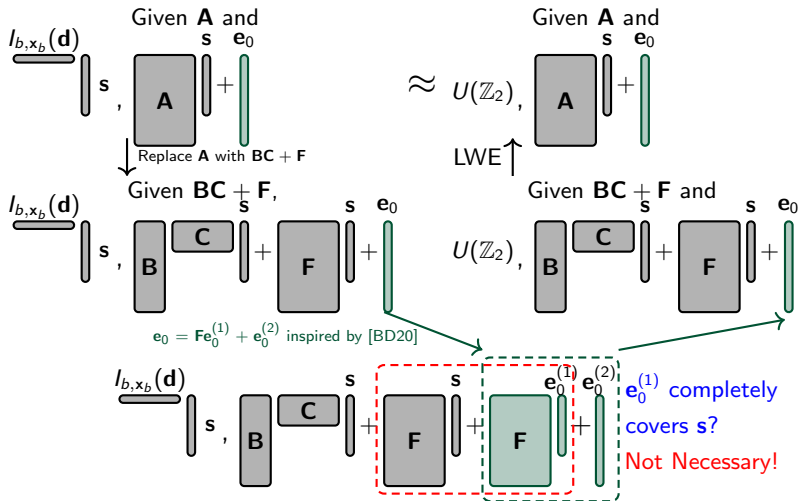 Given A and
Given A and
I_{b,x_b}(d) s e_0
s , A +
s e_0
≈ U(ℤ_2), A +
Replace A with BC + F
LWE
Given BC + F,
Given BC + F and
I_{b,x_b}(d) s s e_0
s , B C + F +
s s e_0
U(ℤ_2), B C + F +
e_0 = Fe_0^{(1)} + e_0^{(2)} inspired by [BD20]
I_{b,x_b}(d) s s e_0^{(1)} e_0^{(2)}
s , B C + F + F +
e_0^{(1)} completely
covers s?
Not Necessary!